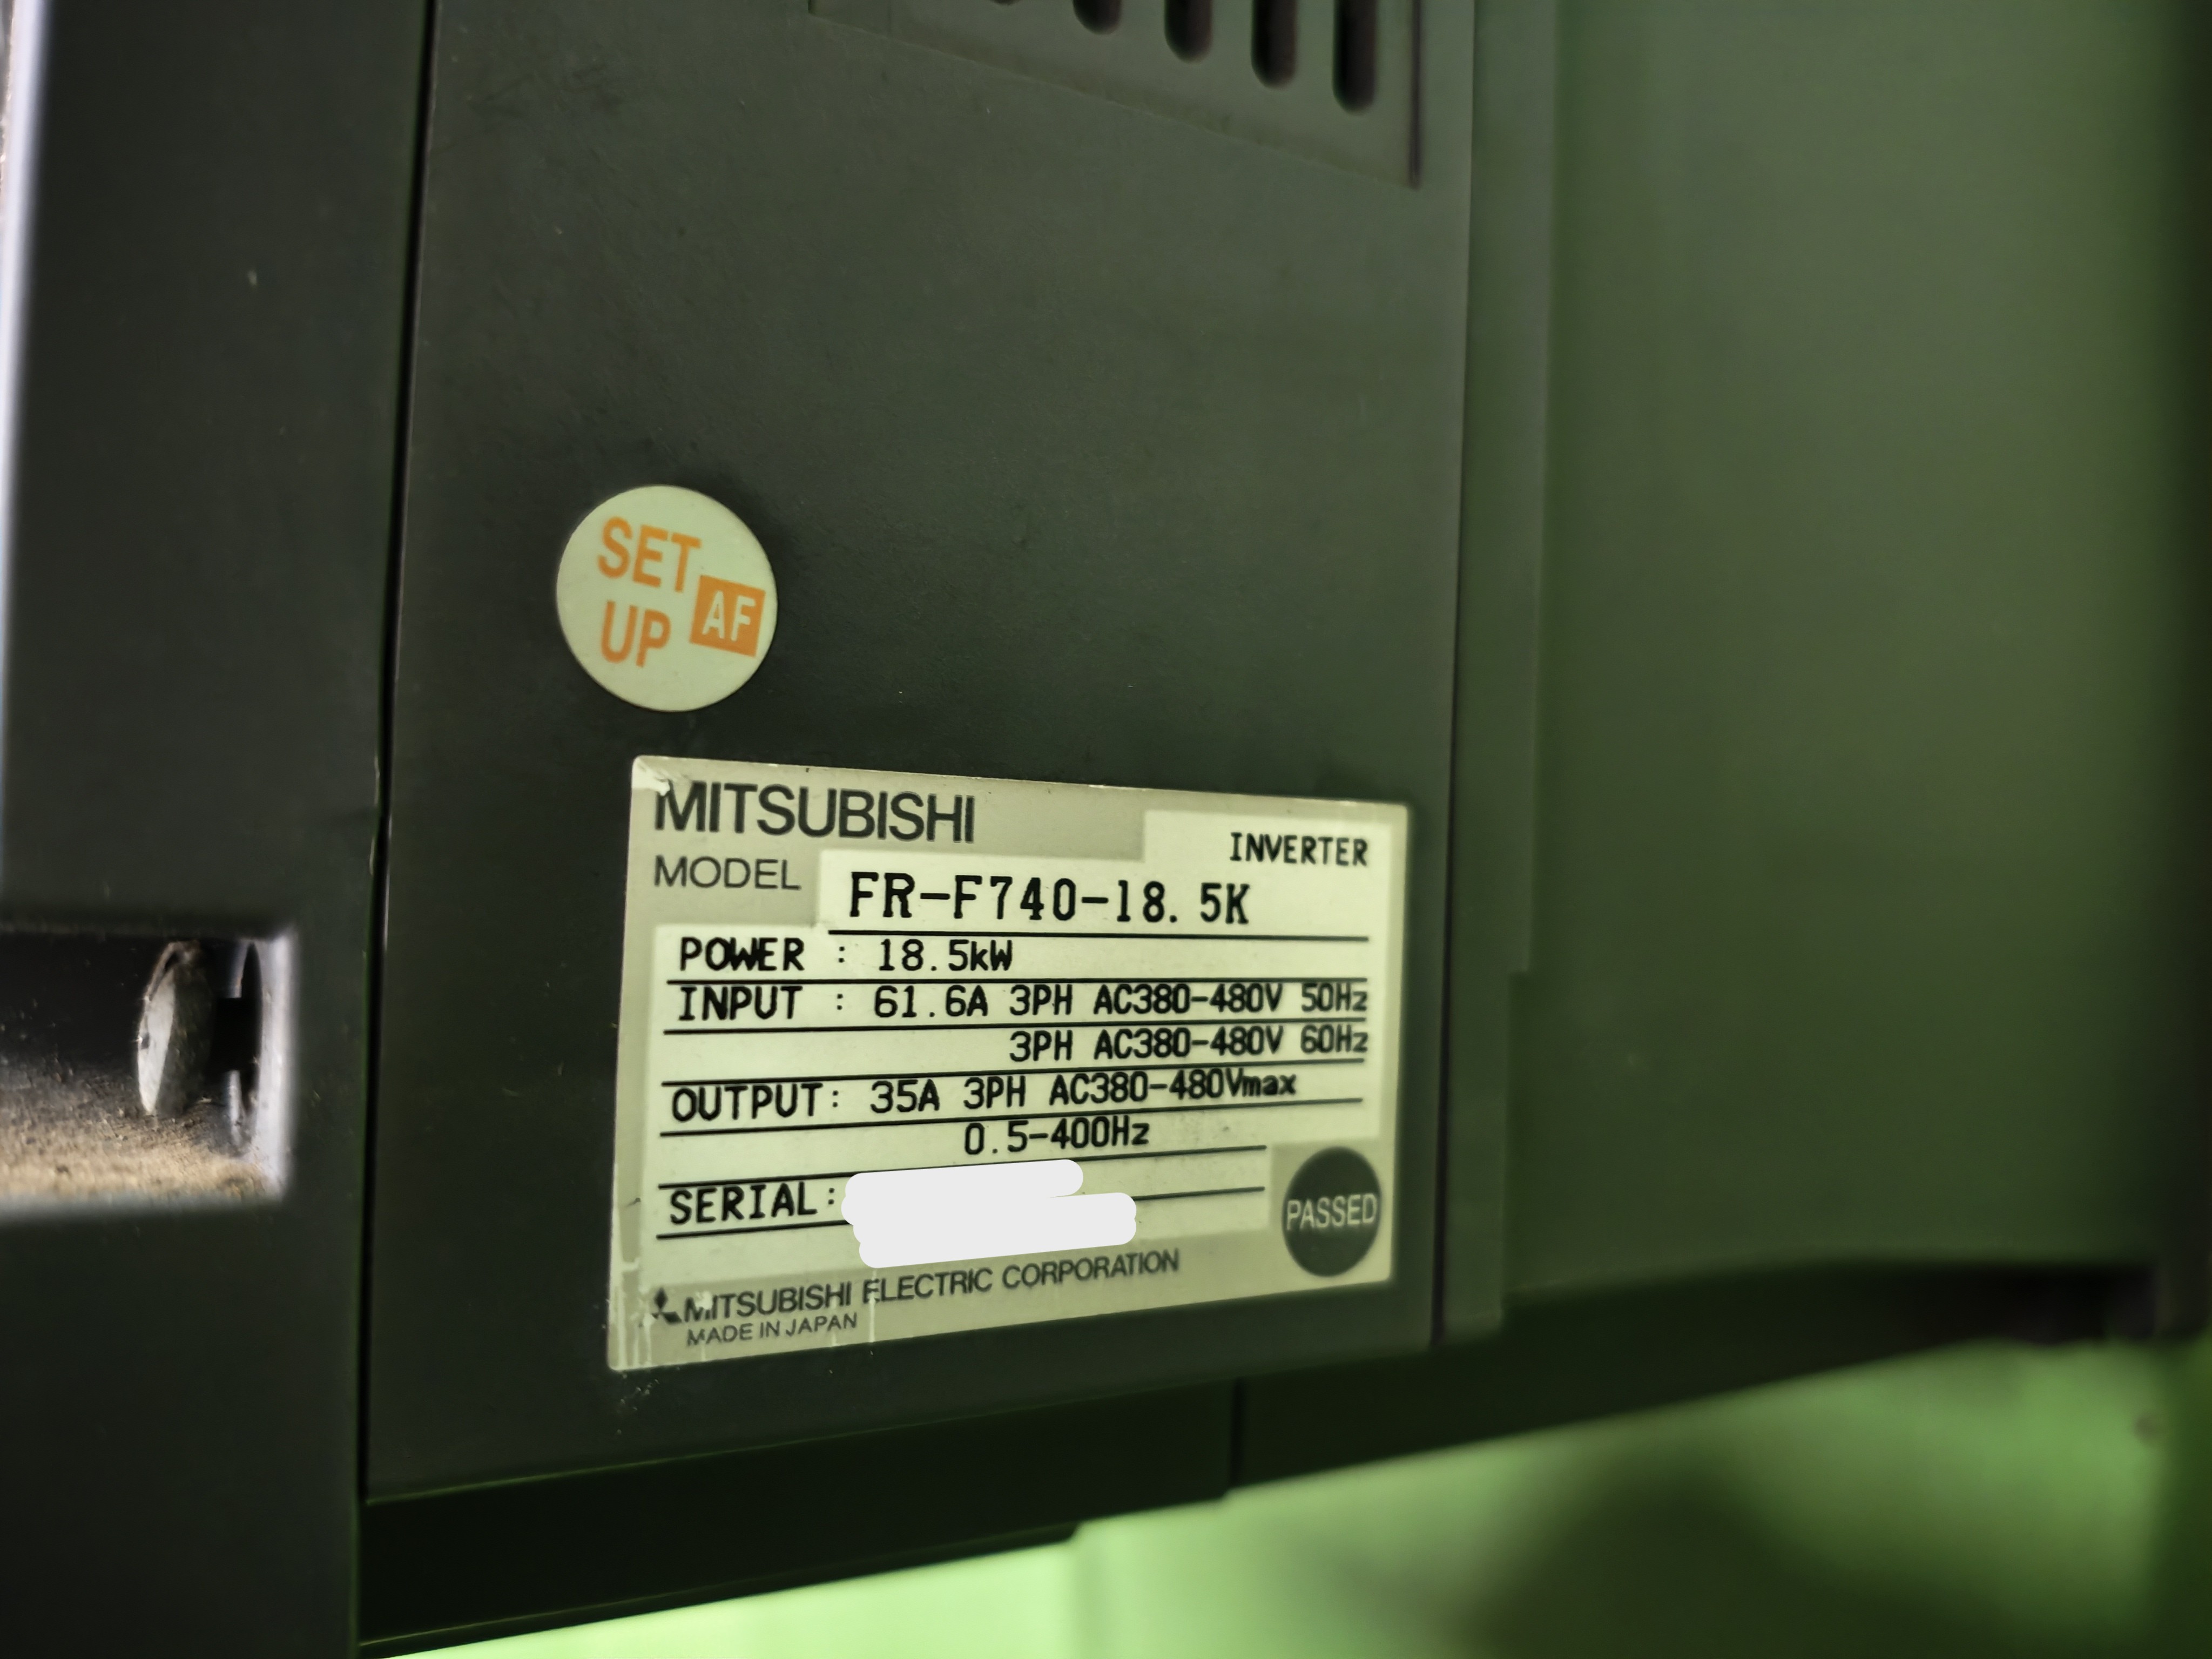 SET
UP AF
MITSUBISHI
INVERTER
MODEL FR-F740-18.5K
POWER : 18.5kW
INPUT : 61.6A 3PH AC380-480V 50Hz
3PH AC380-480V 60Hz
OUTPUT: 35A 3PH AC380-480Vmax
0.5-400Hz
SERIAL:
PASSED
MITSUBISHI ELECTRIC CORPORATION
MADE IN JAPAN